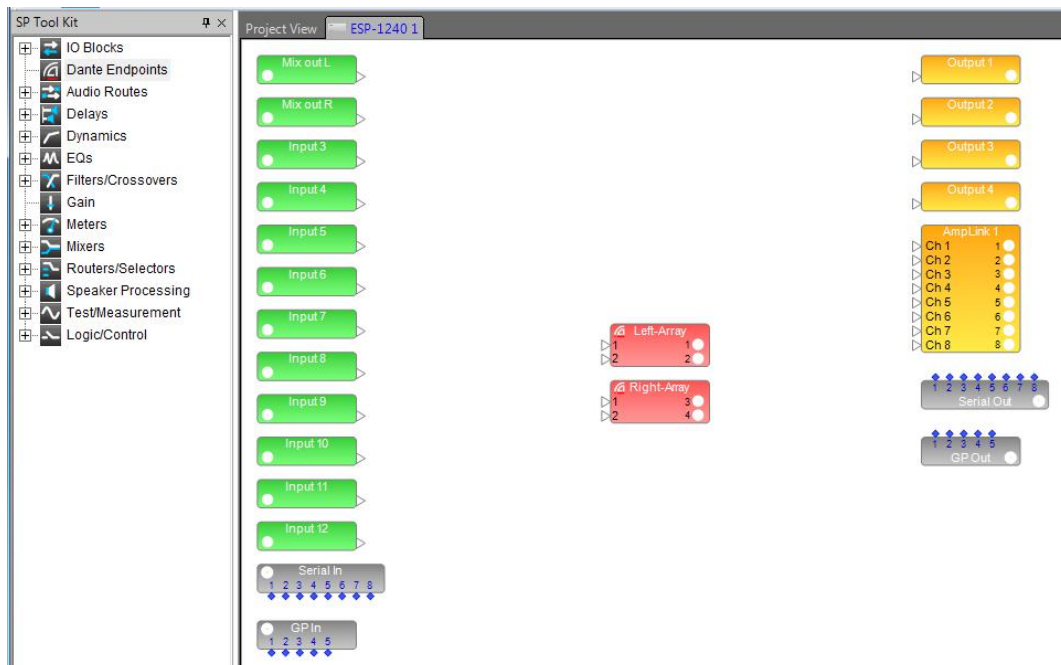 SP Tool Kit
IO Blocks
Dante Endpoints
Audio Routes
Delays
Dynamics
EQs
Filters/Crossovers
Gain
Meters
Mixers
Routers/Selectors
Speaker Processing
Test/Measurement
Logic/Control
Project View ESP-1240 1
Mix out L
Mix out R
Input 3
Input 4
Input 5
Input 6
Input 7
Input 8
Input 9
Input 10
Input 11
Input 12
Serial In
1 2 3 4 5 6 7 8
GP In
1 2 3 4 5
Left-Array
1 1
2 2
Right-Array
1 3
2 4
Output 1
Output 2
Output 3
Output 4
AmpLink 1
Ch 1 1
Ch 2 2
Ch 3 3
Ch 4 4
Ch 5 5
Ch 6 6
Ch 7 7
Ch 8 8
1 2 3 4 5 6 7 8
Serial Out
1 2 3 4 5
GP Out